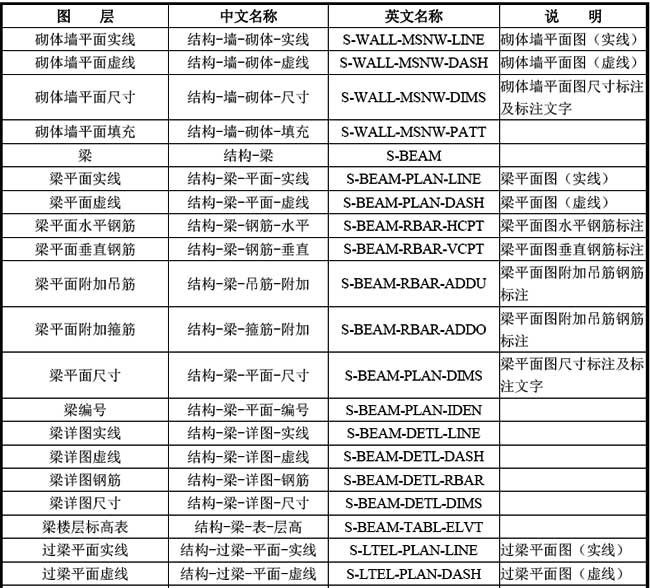 图 层 中文名称 英文名称 说 明
砌体墙平面实线 结构-墙-砌体-实线 S-WALL-MSNW-LINE 砌体墙平面图（实线）
砌体墙平面虚线 结构-墙-砌体-虚线 S-WALL-MSNW-DASH 砌体墙平面图（虚线）
砌体墙平面尺寸 结构-墙-砌体-尺寸 S-WALL-MSNW-DIMS 砌体墙平面图尺寸标注
及标注文字
砌体墙平面填充 结构-墙-砌体-填充 S-WALL-MSNW-PATT
梁 结构-梁 S-BEAM
梁平面实线 结构-梁-平面-实线 S-BEAM-PLAN-LINE 梁平面图（实线）
梁平面虚线 结构-梁-平面-虚线 S-BEAM-PLAN-DASH 梁平面图（虚线）
梁平面水平钢筋 结构-梁-钢筋-水平 S-BEAM-RBAR-HCPT 梁平面图水平钢筋标注
梁平面垂直钢筋 结构-梁-钢筋-垂直 S-BEAM-RBAR-VCPT 梁平面图垂直钢筋标注
梁平面附加吊筋 结构-梁-吊筋-附加 S-BEAM-RBAR-ADDU 梁平面图附加吊筋钢筋
标注
梁平面附加箍筋 结构-梁-箍筋-附加 S-BEAM-RBAR-ADDO 梁平面图附加吊筋钢筋
标注
梁平面尺寸 结构-梁-平面-尺寸 S-BEAM-PLAN-DIMS 梁平面图尺寸标注及标
注文字
梁编号 结构-梁-平面-编号 S-BEAM-PLAN-IDEN
梁详图实线 结构-梁-详图-实线 S-BEAM-DETL-LINE
梁详图虚线 结构-梁-详图-虚线 S-BEAM-DETL-DASH
梁详图钢筋 结构-梁-详图-钢筋 S-BEAM-DETL-RBAR
梁详图尺寸 结构-梁-详图-尺寸 S-BEAM-DETL-DIMS
梁楼层标高表 结构-梁-表-层高 S-BEAM-TABL-ELVT
过梁平面实线 结构-过梁-平面-实线 S-LTEL-PLAN-LINE 过梁平面图（实线）
过梁平面虚线 结构-过梁-平面-虚线 S-LTEL-PLAN-DASH 过梁平面图（虚线）